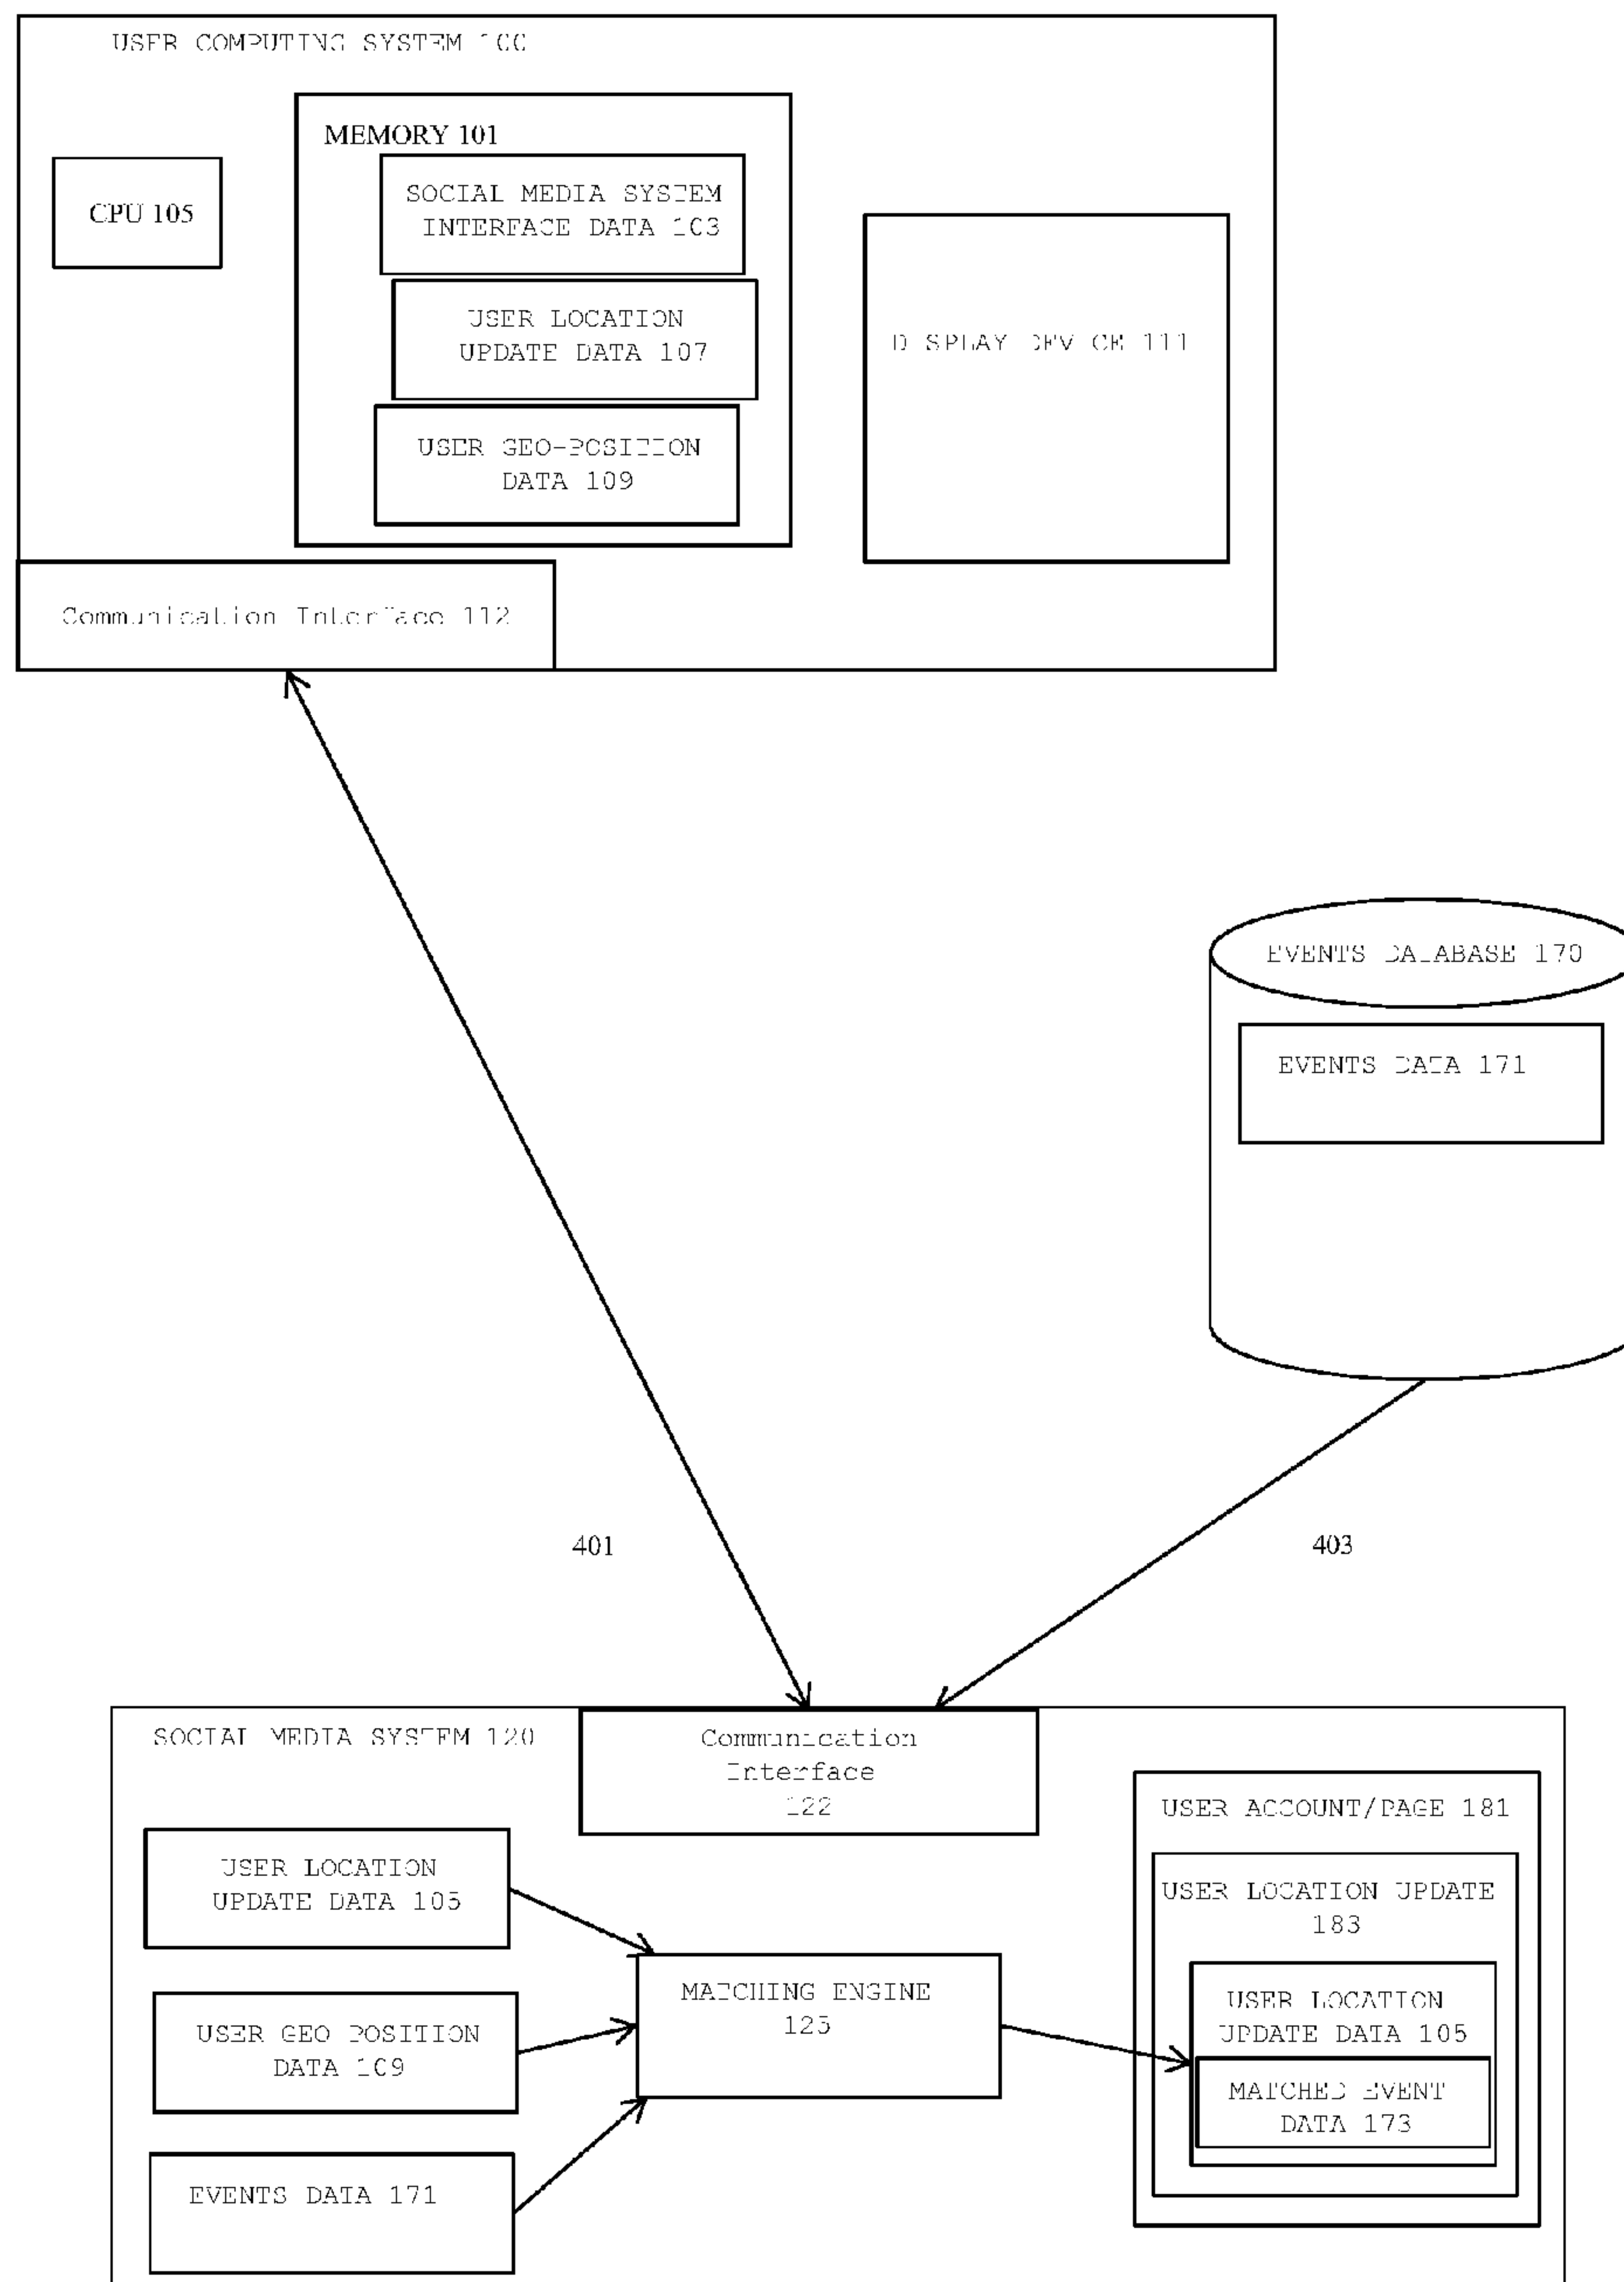 USER COMPUTING SYSTEM 100
MEMORY 101
CPU 105
SOCIAL MEDIA SYSTEM
INTERFACE DATA 103
USER LOCATION
UPDATE DATA 107
USER GEO-POSITION
DATA 109
DISPLAY DEVICE 111
Communication Interface 112
EVENTS DATABASE 170
EVENTS DATA 171
401
403
SOCIAL MEDIA SYSTEM 120
Communication
Interface
122
USER LOCATION
UPDATE DATA 105
USER GEO POSITION
DATA 109
EVENTS DATA 171
MATCHING ENGINE
125
USER ACCOUNT/PAGE 181
USER LOCATION UPDATE
183
USER LOCATION
UPDATE DATA 105
MATCHED EVENT
DATA 173